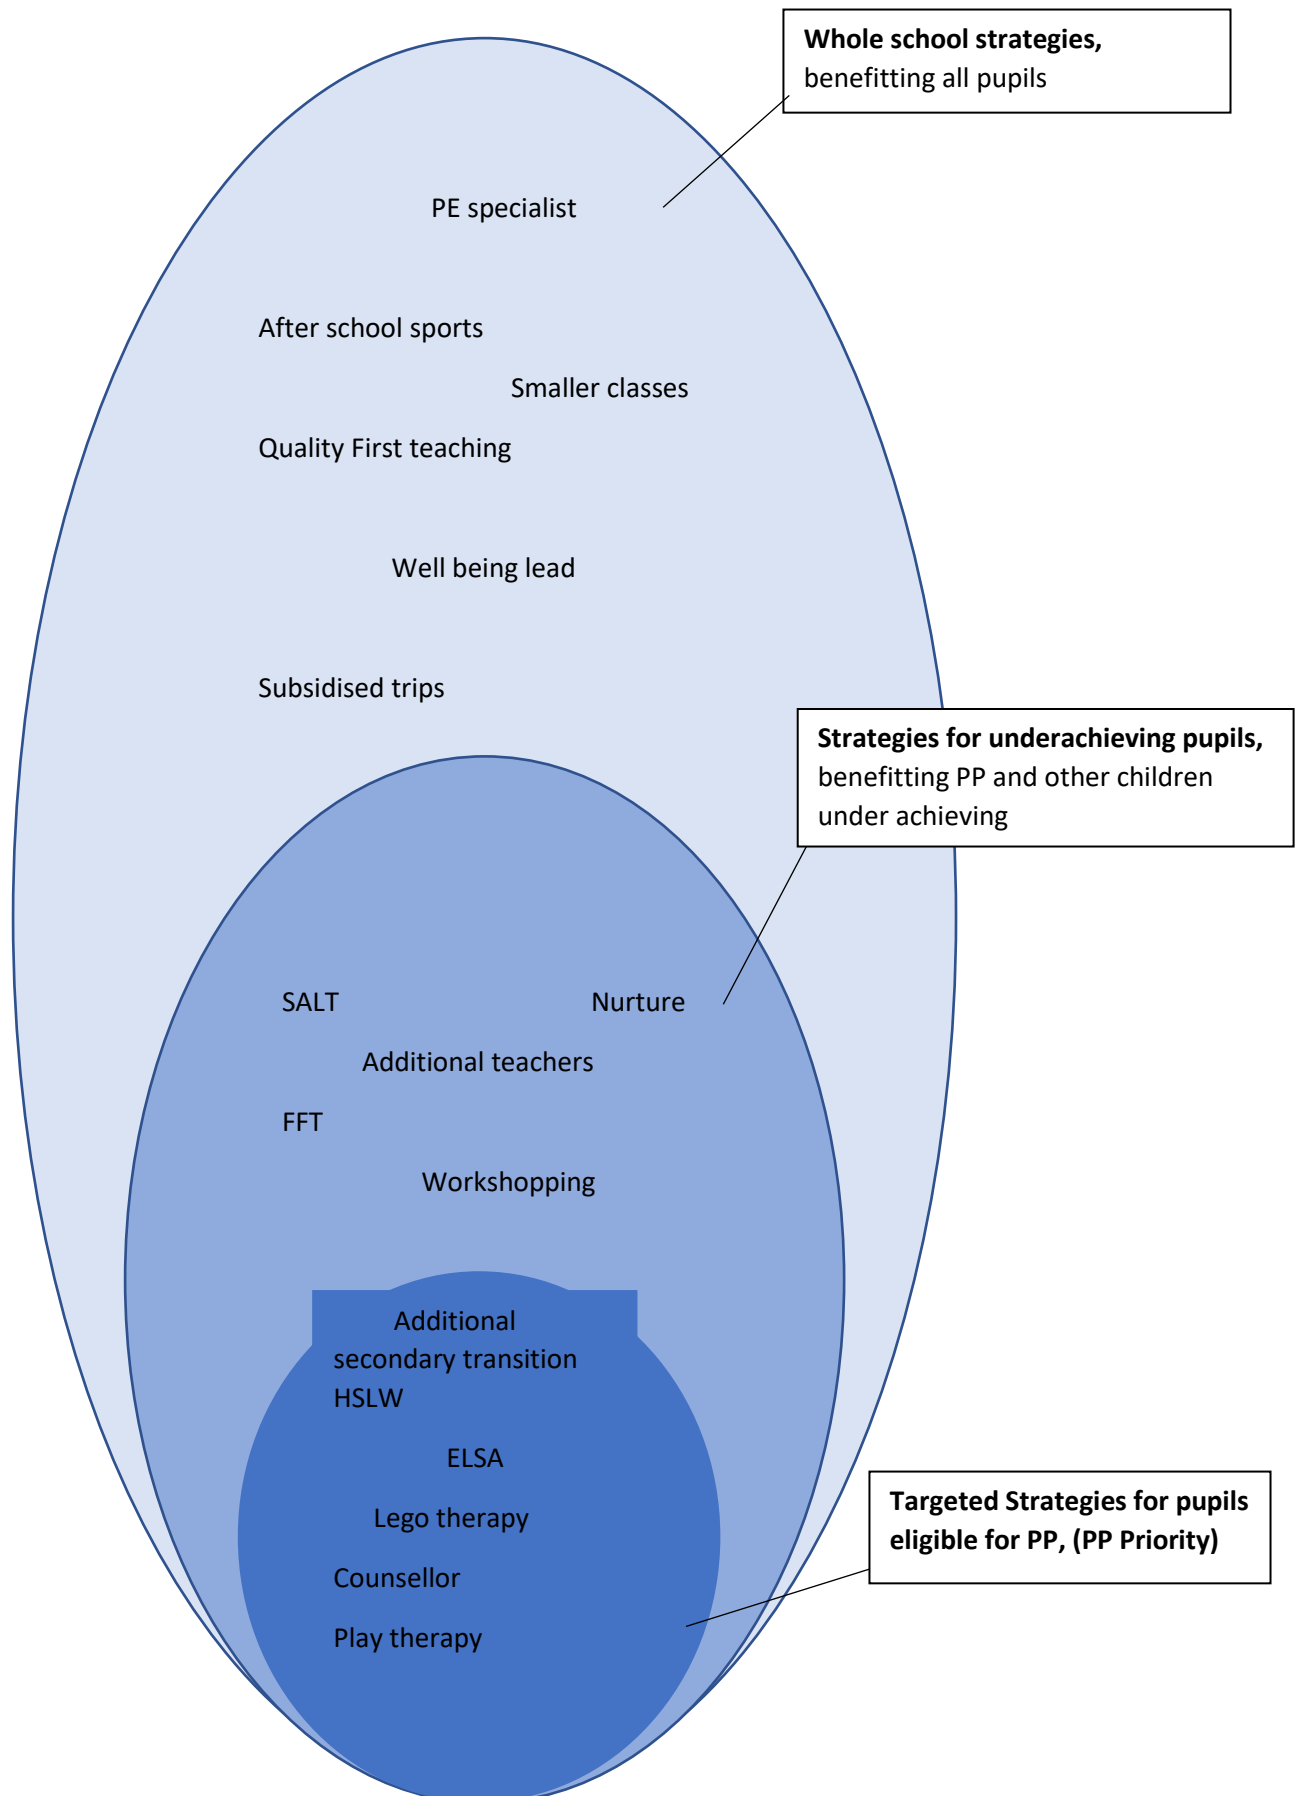 Whole school strategies,
benefitting all pupils
PE specialist
After school sports
Smaller classes
Quality First teaching
Well being lead
Subsidised trips
Strategies for underachieving pupils,
benefitting PP and other children
under achieving
SALT Nurture
Additional teachers
FFT
Workshopping
Additional
secondary transition
HSLW
ELSA
Lego therapy
Counsellor
Play therapy
Targeted Strategies for pupils
eligible for PP, (PP Priority)